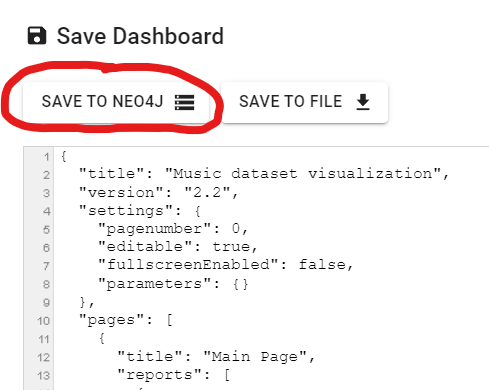 Save Dashboard
SAVE TO NEO4J SAVE TO FILE
1 {
2 "title": "Music dataset visualization",
3 "version": "2.2",
4 "settings": {
5 "pagenumber": 0,
6 "editable": true,
7 "fullscreenEnabled": false,
8 "parameters": {}
9 },
10 "pages": [
11 {
12 "title": "Main Page",
13 "reports": [